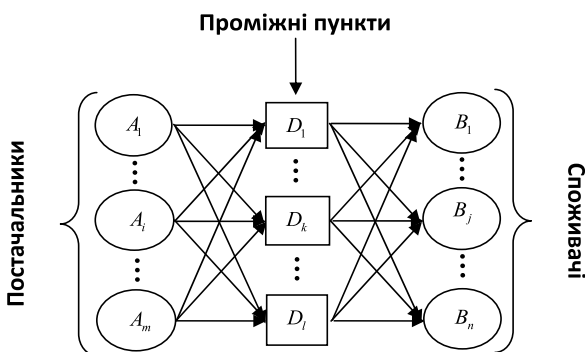 Проміжні пункти
Постачальники
A₁ D₁ B₁
Aᵢ Dₖ Bⱼ
Aₘ Dₗ Bₙ
Споживачі